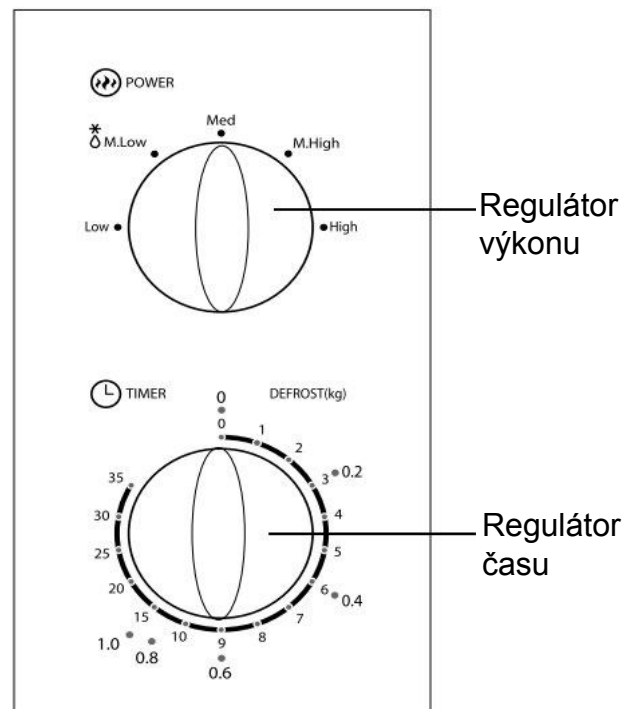 POWER
Med
M.Low
M.High
Low
High
Regulátor
výkonu
TIMER
0
DEFROST(kg)
0
1
2
3
0.2
4
5
6
0.4
7
8
9
0.6
10
15
0.8
1.0
20
25
30
35
Regulátor
času